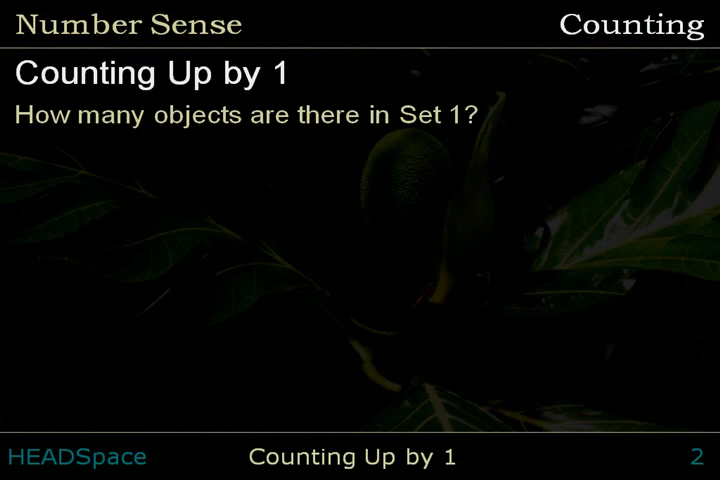 Number Sense
Counting
Counting Up by 1
How many objects are there in Set 1?
HEADSpace
Counting Up by 1
2